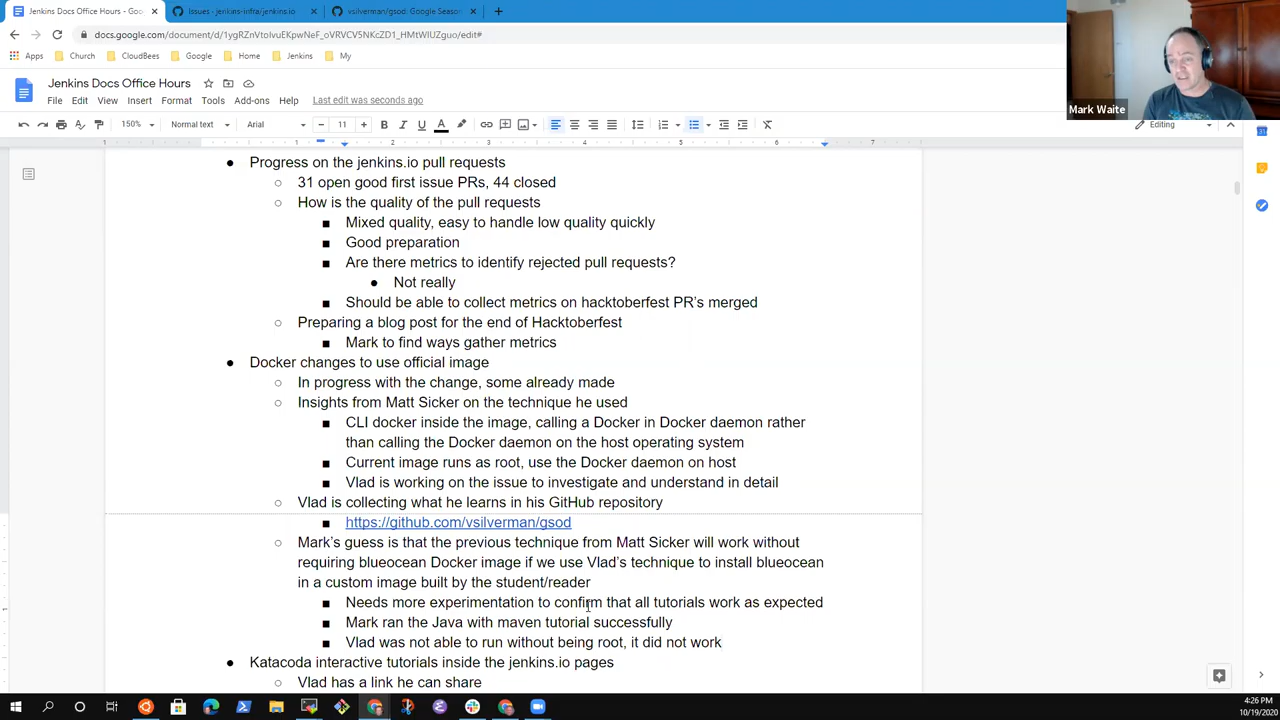 Jenkins Docs Office Hours - Goo
Issues · jenkins-infra/jenkins.io
vsilverman/gsod: Google Season
docs.google.com/document/d/1ygRZnVtoIvuEKpwNeF_oVRVCV5NKcZD1_HMtWIUZguo/edit#
Apps Church CloudBees Google Home Jenkins My
Jenkins Docs Office Hours
File Edit View Insert Format Tools Add-ons Help Last edit was seconds ago
150% Normal text Arial 11 Editing
Mark Waite
1 1 2 3 4 5 6 7
Progress on the jenkins.io pull requests
31 open good first issue PRs, 44 closed
How is the quality of the pull requests
Mixed quality, easy to handle low quality quickly
Good preparation
Are there metrics to identify rejected pull requests?
Not really
Should be able to collect metrics on hacktoberfest PR's merged
Preparing a blog post for the end of Hacktoberfest
Mark to find ways gather metrics
Docker changes to use official image
In progress with the change, some already made
Insights from Matt Sicker on the technique he used
CLI docker inside the image, calling a Docker in Docker daemon rather
than calling the Docker daemon on the host operating system
Current image runs as root, use the Docker daemon on host
Vlad is working on the issue to investigate and understand in detail
Vlad is collecting what he learns in his GitHub repository
https://github.com/vsilverman/gsod
Mark's guess is that the previous technique from Matt Sicker will work without
requiring blueocean Docker image if we use Vlad's technique to install blueocean
in a custom image built by the student/reader
Needs more experimentation to confirm that all tutorials work as expected
Mark ran the Java with maven tutorial successfully
Vlad was not able to run without being root, it did not work
Katacoda interactive tutorials inside the jenkins.io pages
Vlad has a link he can share
4:26 PM
10/19/2020